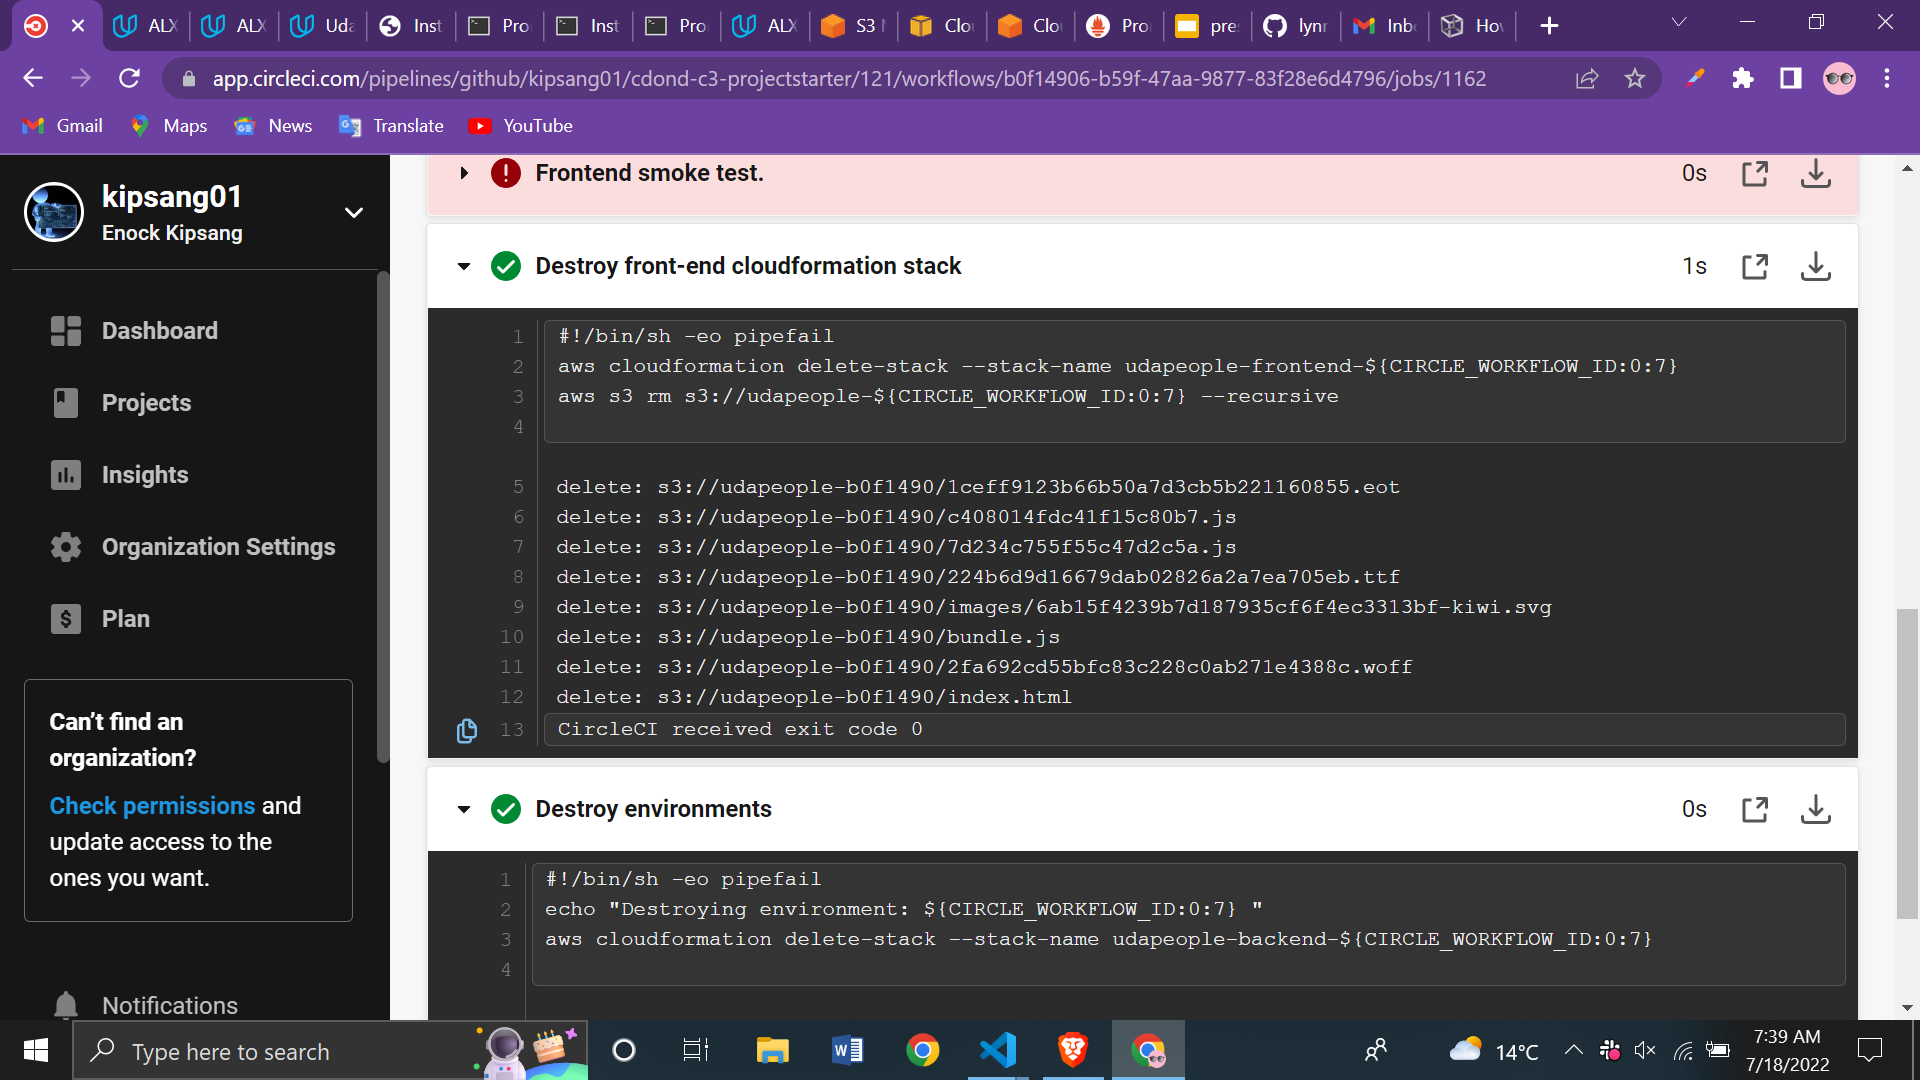 ALX
ALX
Uda
Inst
Pro
Inst
Pro
ALX
S3 M
Clou
Clou
Pro
pre
lynn
Inbo
How
app.circleci.com/pipelines/github/kipsang01/cdond-c3-projectstarter/121/workflows/b0f14906-b59f-47aa-9877-83f28e6d4796/jobs/1162
Gmail
Maps
News
Translate
YouTube
kipsang01
Enock Kipsang
Dashboard
Projects
Insights
Organization Settings
Plan
Can't find an
organization?
Check permissions and
update access to the
ones you want.
Notifications
Frontend smoke test.
0s
Destroy front-end cloudformation stack
1s
1 #!/bin/sh -eo pipefail
2 aws cloudformation delete-stack --stack-name udapeople-frontend-${CIRCLE_WORKFLOW_ID:0:7}
3 aws s3 rm s3://udapeople-${CIRCLE_WORKFLOW_ID:0:7} --recursive
4
5 delete: s3://udapeople-b0f1490/1ceff9123b66b50a7d3cb5b221160855.eot
6 delete: s3://udapeople-b0f1490/c408014fdc41f15c80b7.js
7 delete: s3://udapeople-b0f1490/7d234c755f55c47d2c5a.js
8 delete: s3://udapeople-b0f1490/224b6d9d16679dab02826a2a7ea705eb.ttf
9 delete: s3://udapeople-b0f1490/images/6ab15f4239b7d187935cf6f4ec3313bf-kiwi.svg
10 delete: s3://udapeople-b0f1490/bundle.js
11 delete: s3://udapeople-b0f1490/2fa692cd55bfc83c228c0ab271e4388c.woff
12 delete: s3://udapeople-b0f1490/index.html
13 CircleCI received exit code 0
Destroy environments
0s
1 #!/bin/sh -eo pipefail
2 echo "Destroying environment: ${CIRCLE_WORKFLOW_ID:0:7} "
3 aws cloudformation delete-stack --stack-name udapeople-backend-${CIRCLE_WORKFLOW_ID:0:7}
4
Type here to search
14°C
7:39 AM
7/18/2022